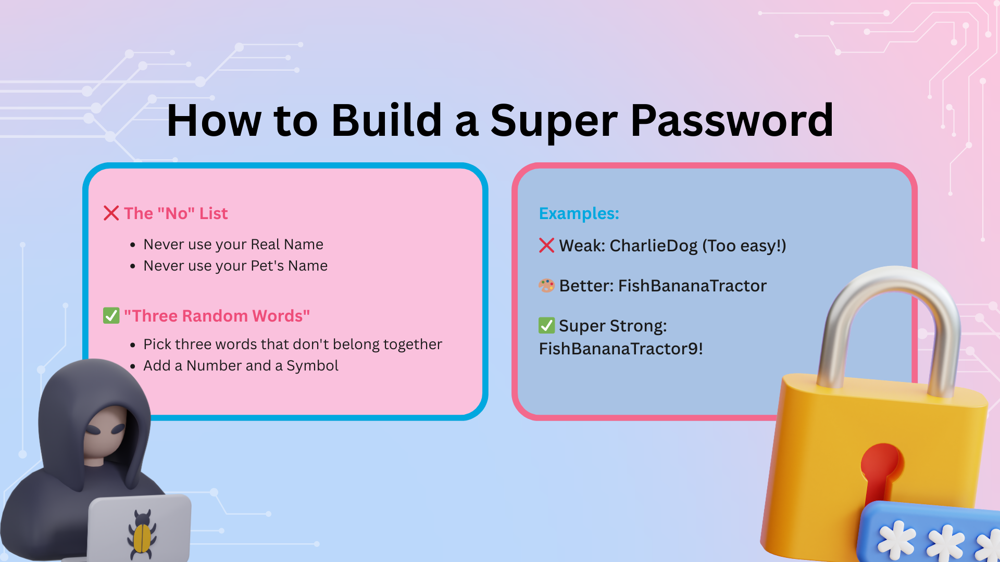 How to Build a Super Password
❌ The "No" List
• Never use your Real Name
• Never use your Pet's Name
✅ "Three Random Words"
• Pick three words that don't belong together
• Add a Number and a Symbol
Examples:
❌ Weak: CharlieDog (Too easy!)
🎨 Better: FishBananaTractor
✅ Super Strong:
FishBananaTractor9!